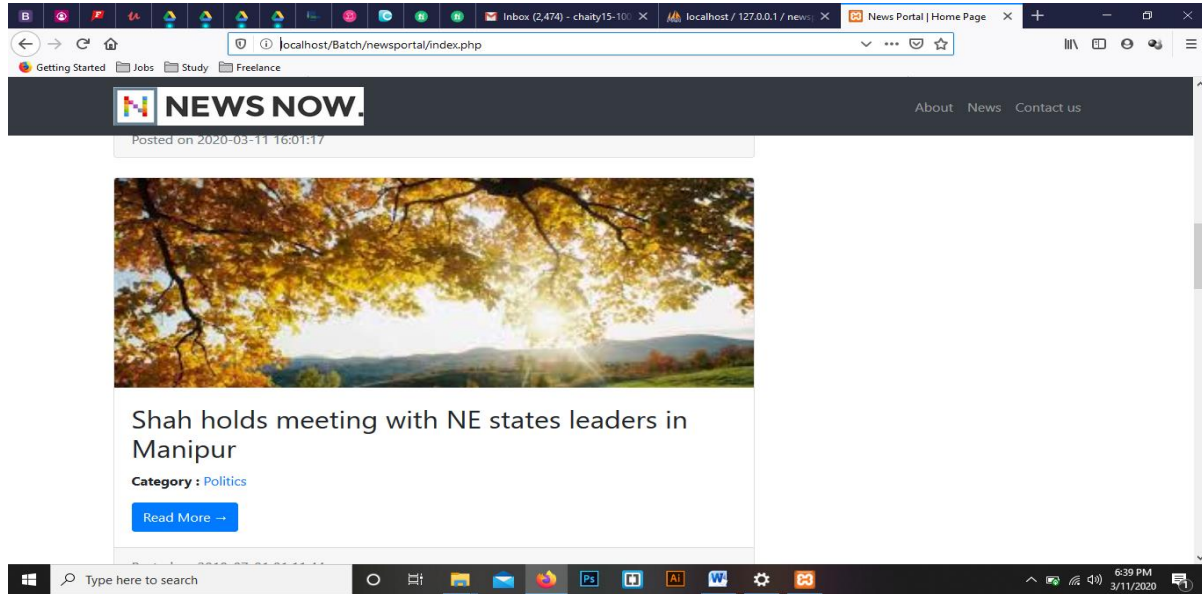 Inbox (2,474) - chaity15-100
localhost / 127.0.0.1 / news
News Portal | Home Page
localhost/Batch/newsportal/index.php
Getting Started Jobs Study Freelance
N NEWS NOW.
About News Contact us
Posted on 2020-03-11 16:01:17
Shah holds meeting with NE states leaders in
Manipur
Category : Politics
Read More →
Type here to search
Ps Ai W
6:39 PM
3/11/2020